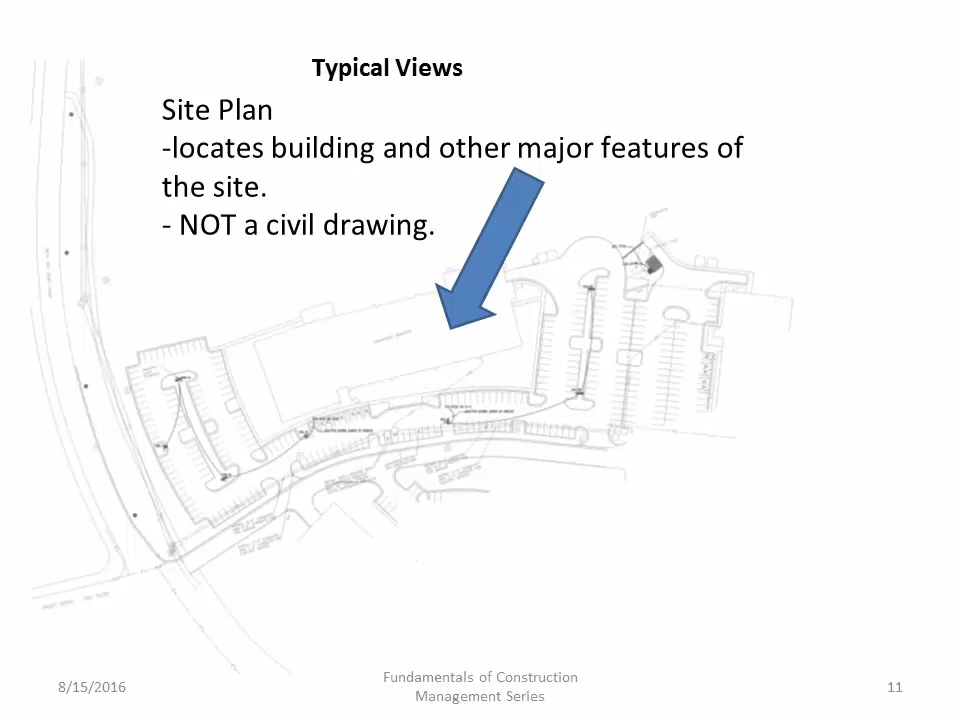 Typical Views
Site Plan
-locates building and other major features of
the site.
- NOT a civil drawing.
8/15/2016
Fundamentals of Construction
Management Series
11